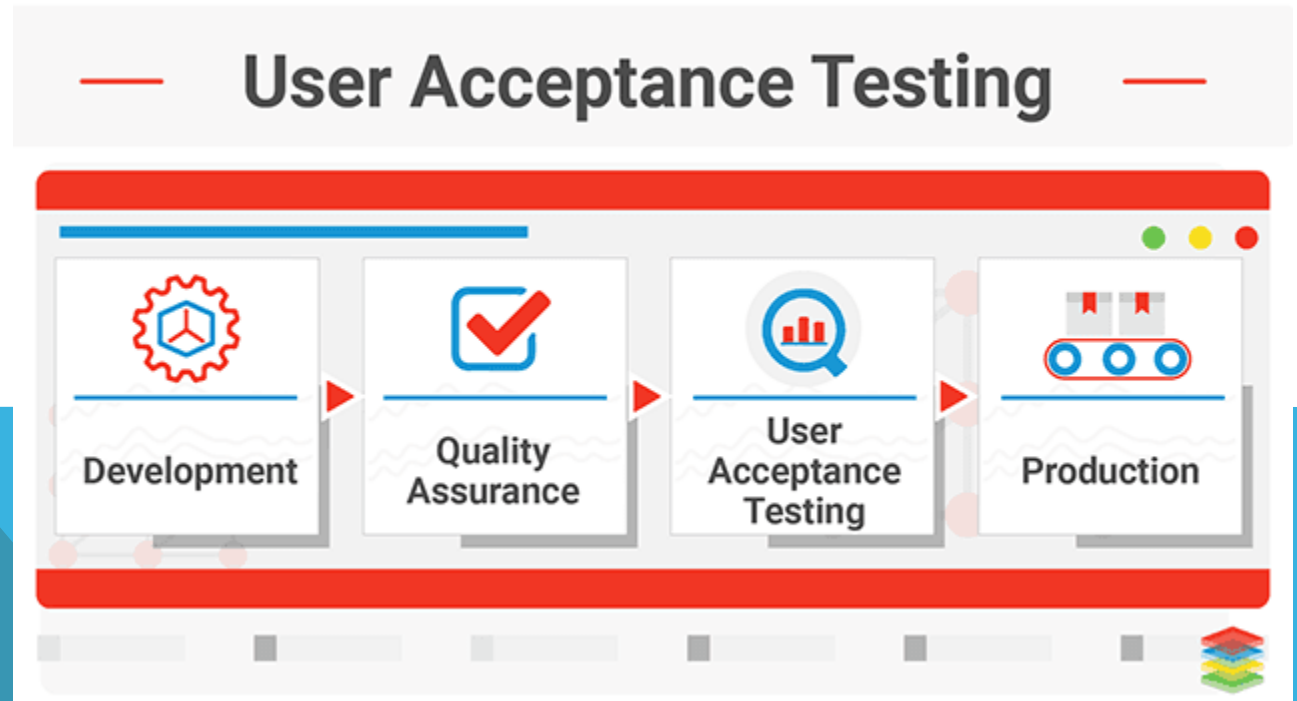 User Acceptance Testing
Development
Quality
Assurance
User
Acceptance
Testing
Production